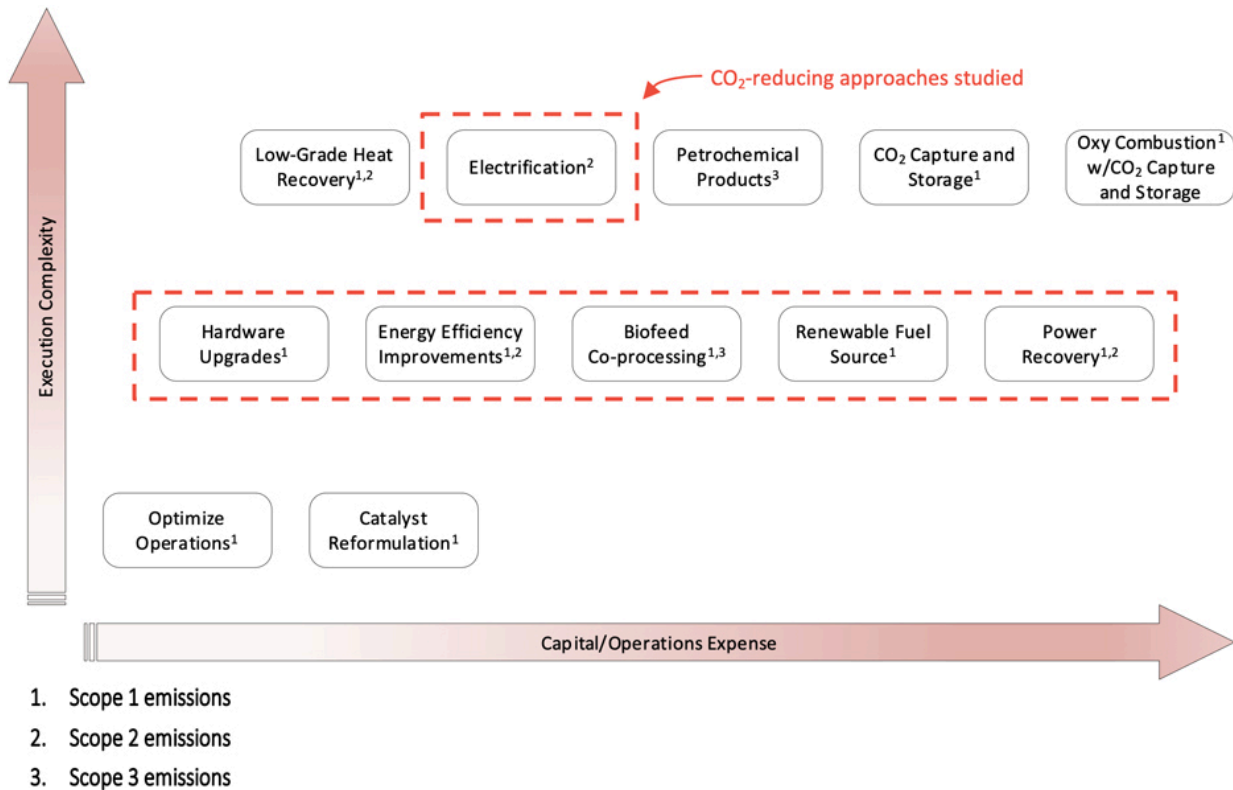 CO₂-reducing approaches studied
Low-Grade Heat
Recovery¹,²
Electrification²
Petrochemical
Products³
CO₂ Capture and
Storage¹
Oxy Combustion¹
w/CO₂ Capture
and Storage
Execution Complexity
Hardware
Upgrades¹
Energy Efficiency
Improvements¹,²
Biofeed
Co-processing¹,³
Renewable Fuel
Source¹
Power
Recovery¹,²
Optimize
Operations¹
Catalyst
Reformulation¹
Capital/Operations Expense
1. Scope 1 emissions
2. Scope 2 emissions
3. Scope 3 emissions